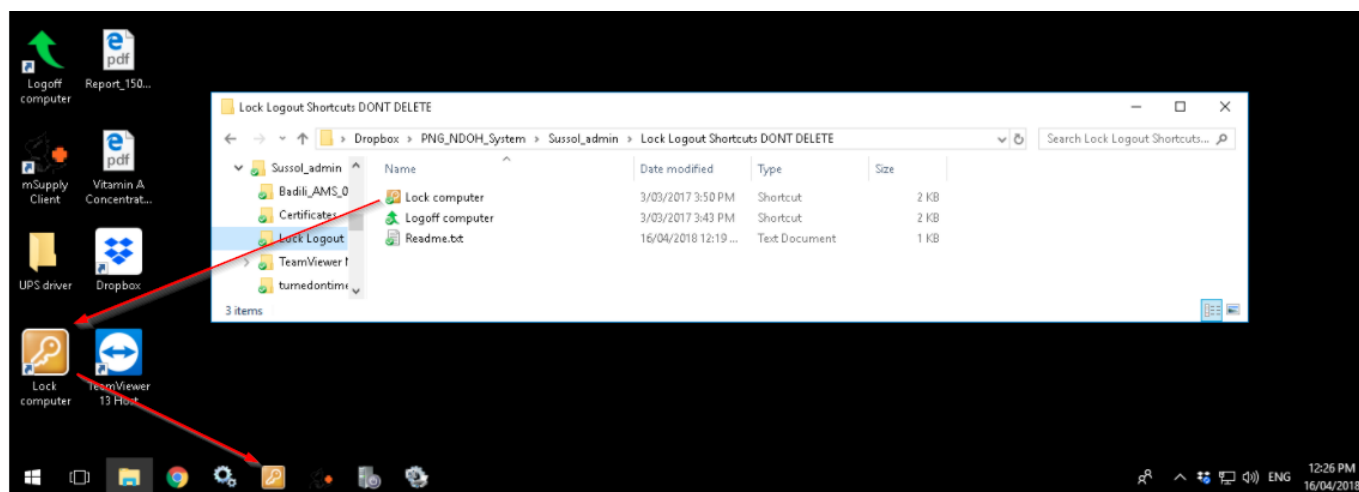 pdf
Logoff
computer
Report_150...
pdf
mSupply
Client
Vitamin A
Concentrat...
UPS driver
Dropbox
Lock
computer
TeamViewer
13 Host
Lock Logout Shortcuts DONT DELETE
Dropbox > PNG_NDOH_System > Sussol_admin > Lock Logout Shortcuts DONT DELETE
Search Lock Logout Shortcuts...
Sussol_admin
Badili_AMS_0
Certificates
Lock Logout
TeamViewer
turnedontime
Name Date modified Type Size
Lock computer 3/03/2017 3:50 PM Shortcut 2 KB
Logoff computer 3/03/2017 3:43 PM Shortcut 2 KB
Readme.txt 16/04/2018 12:19 ... Text Document 1 KB
3 items
ENG
12:26 PM
16/04/2018